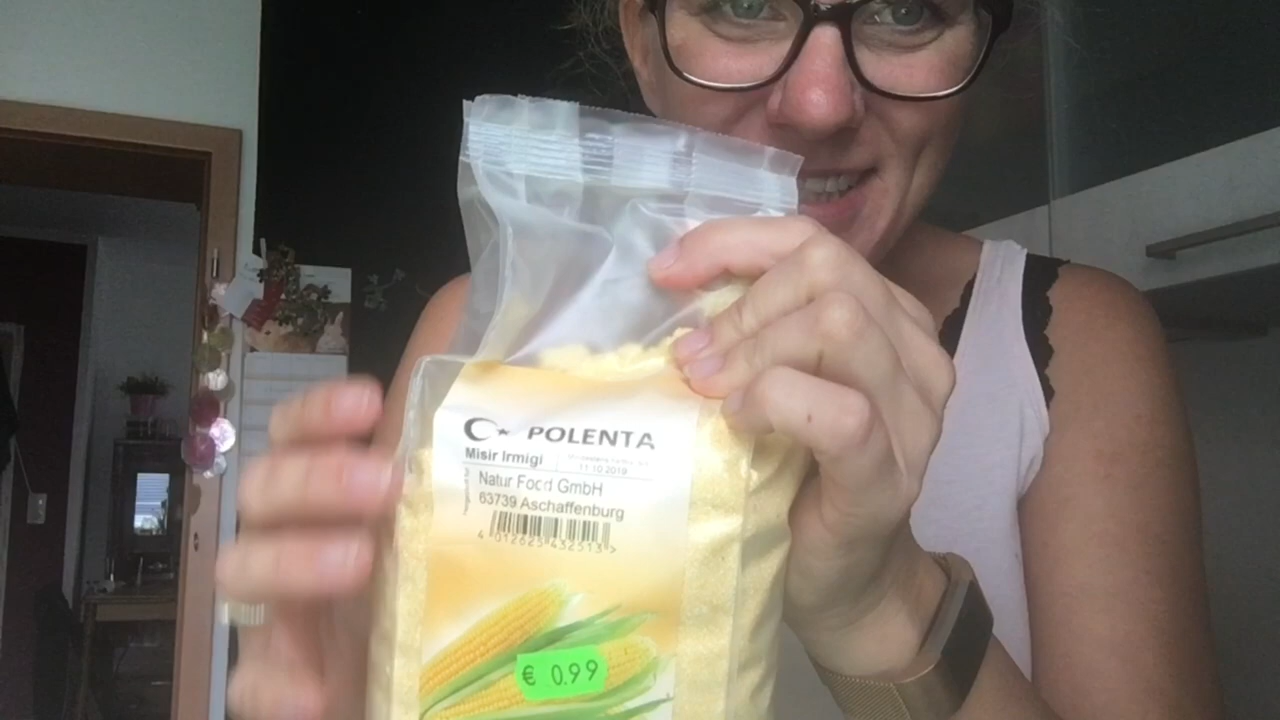 POLENTA
Misir Irmigi
11.10.2019
Natur Food GmbH
63739 Aschaffenburg
4 012625 432513 >
€ 0.99